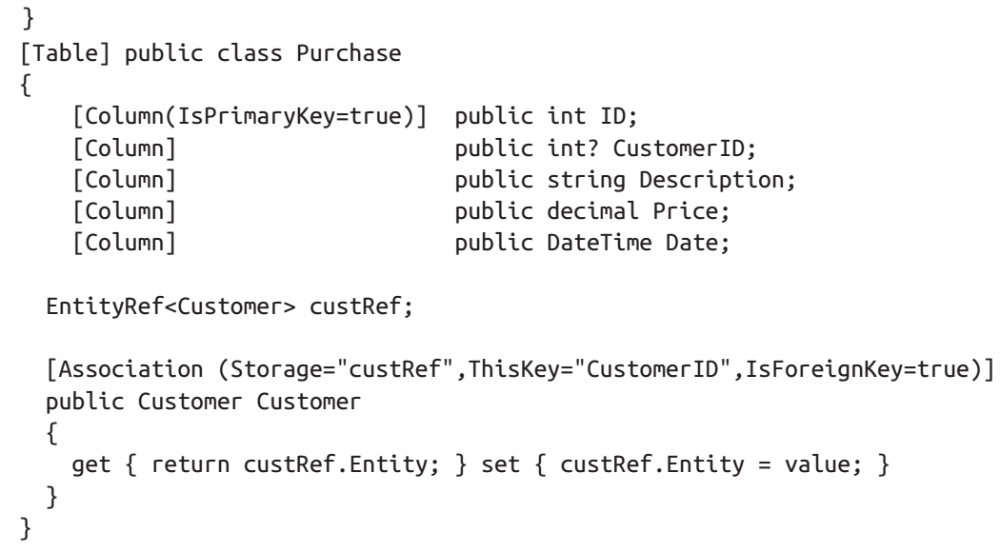 }
[Table] public class Purchase
{
    [Column(IsPrimaryKey=true)]  public int ID;
    [Column]                     public int? CustomerID;
    [Column]                     public string Description;
    [Column]                     public decimal Price;
    [Column]                     public DateTime Date;

  EntityRef<Customer> custRef;

  [Association (Storage="custRef",ThisKey="CustomerID",IsForeignKey=true)]
  public Customer Customer
  {
    get { return custRef.Entity; } set { custRef.Entity = value; }
  }
}